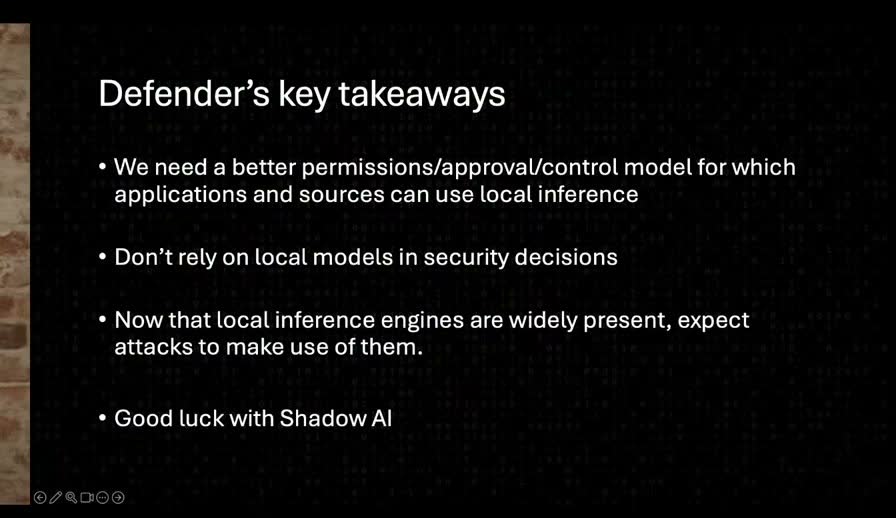 Defender’s key takeaways
• We need a better permissions/approval/control model for which
applications and sources can use local inference
• Don’t rely on local models in security decisions
• Now that local inference engines are widely present, expect
attacks to make use of them.
• Good luck with Shadow AI